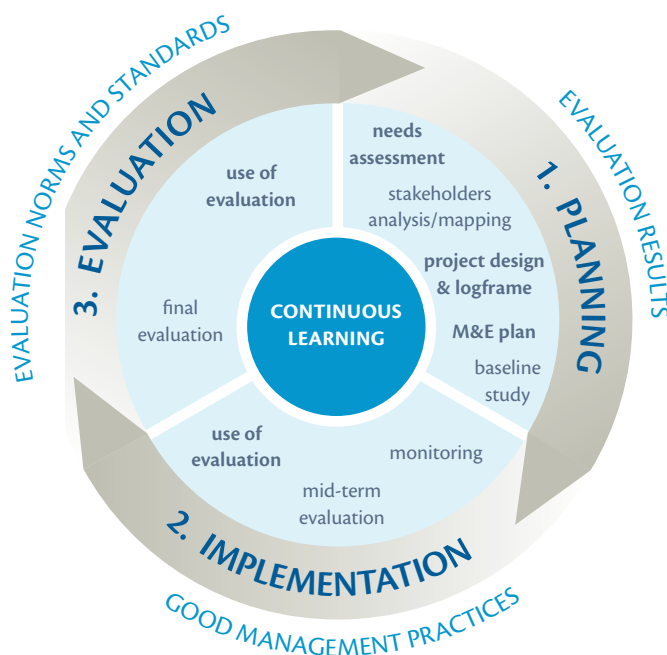 EVALUATION NORMS AND STANDARDS
EVALUATION RESULTS
GOOD MANAGEMENT PRACTICES
1. PLANNING
needs
assessment
stakeholders
analysis/mapping
project design
& logframe
M&E plan
baseline
study
2. IMPLEMENTATION
monitoring
mid-term
evaluation
use of
evaluation
3. EVALUATION
final
evaluation
use of
evaluation
CONTINUOUS
LEARNING